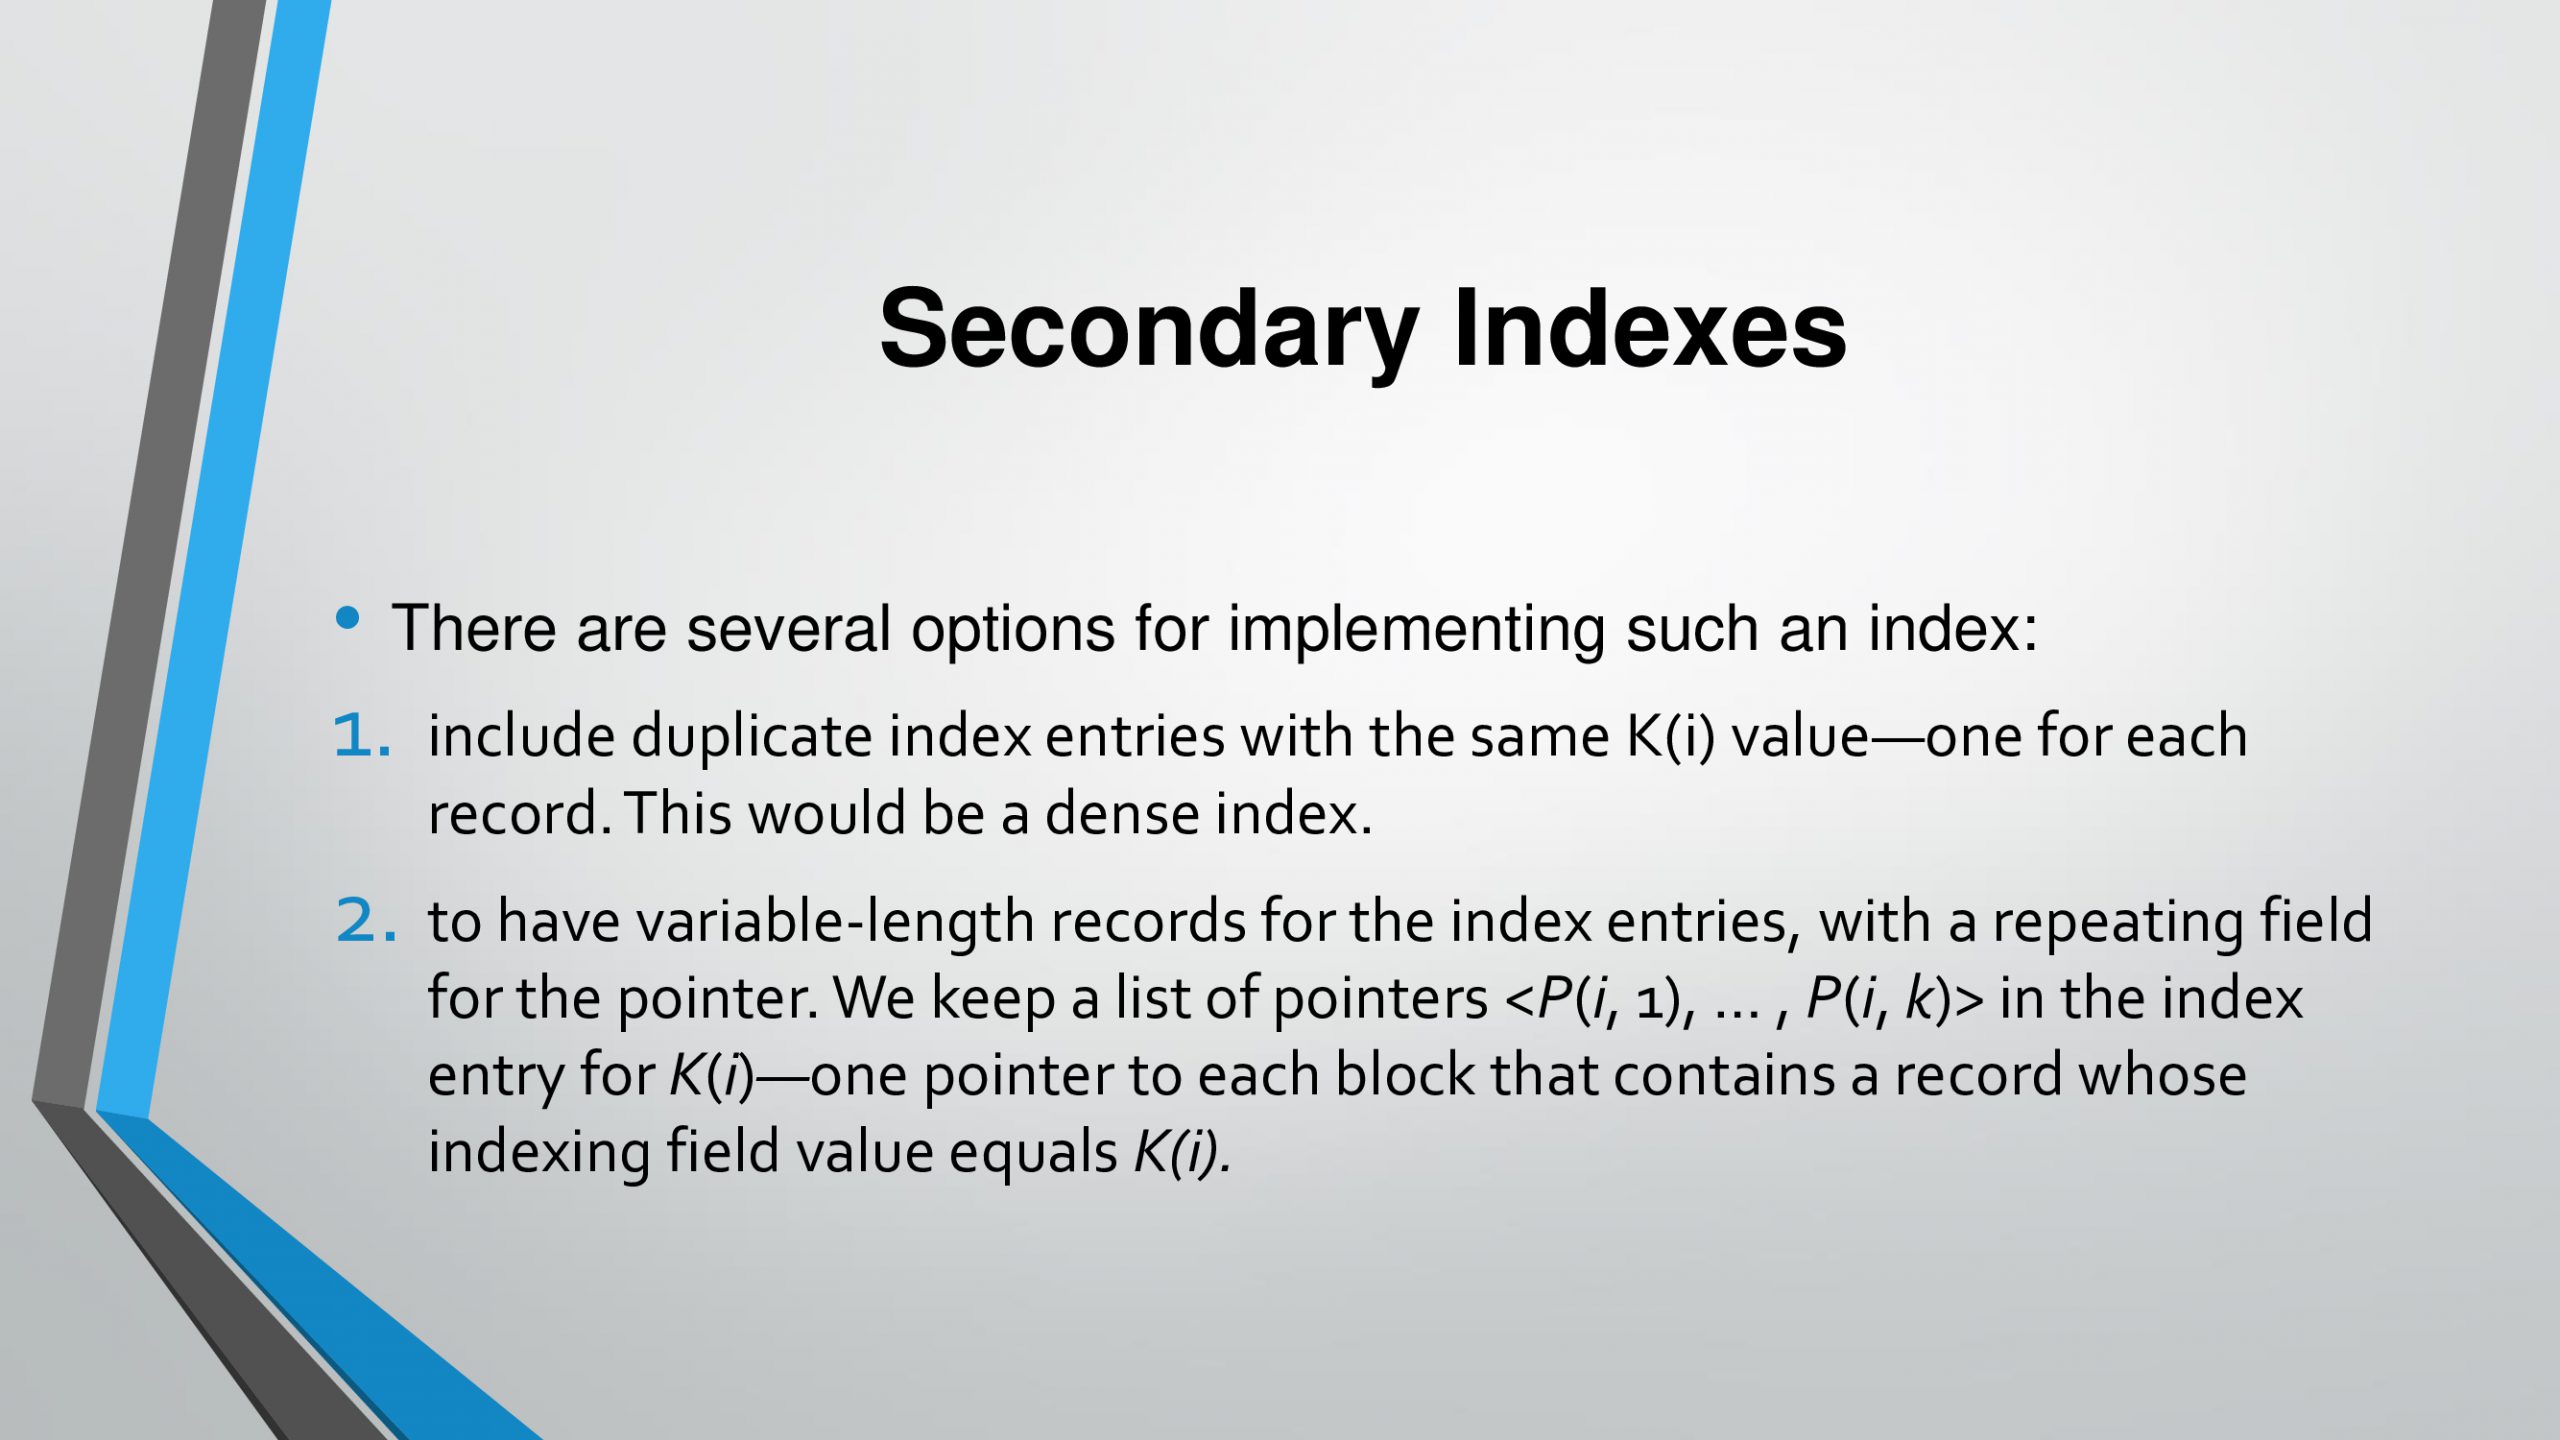 Secondary Indexes
• There are several options for implementing such an index:
1. include duplicate index entries with the same K(i) value—one for each
record. This would be a dense index.
2. to have variable-length records for the index entries, with a repeating field
for the pointer. We keep a list of pointers <P(i, 1), … , P(i, k)> in the index
entry for K(i)—one pointer to each block that contains a record whose
indexing field value equals K(i).